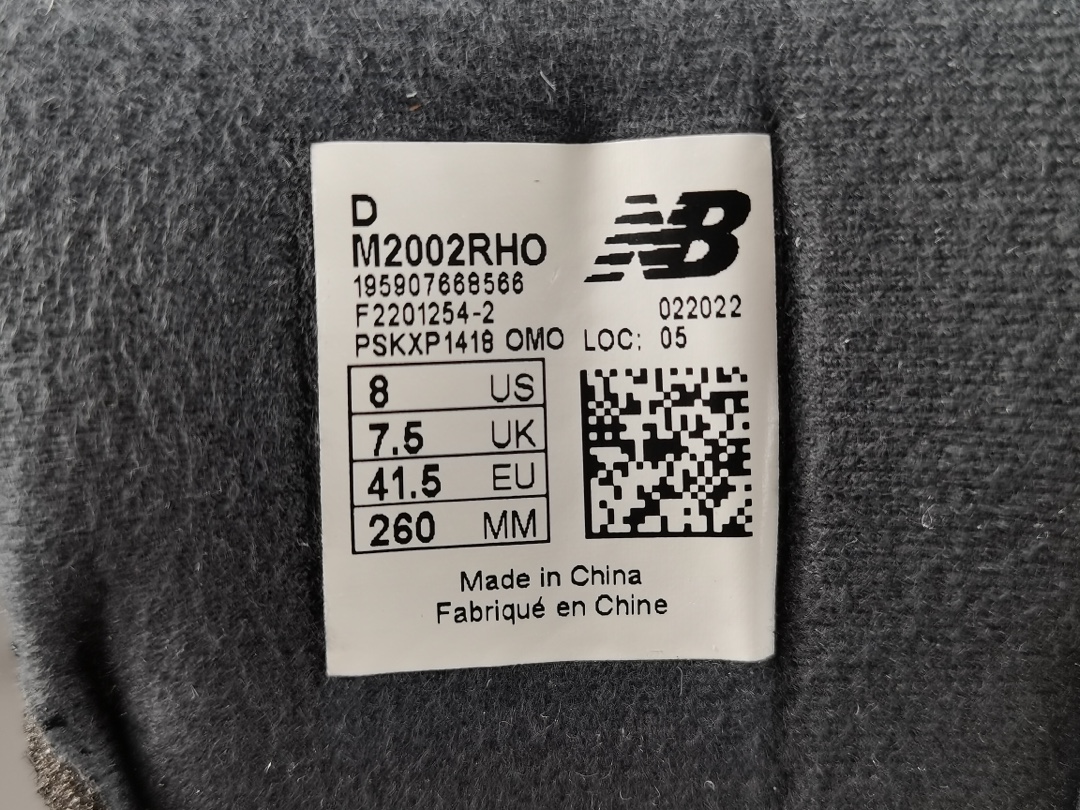 D
M2002RHO
NB
195907668566
F2201254-2 022022
PSKXP1418 OMO LOC: 05
8 US
7.5 UK
41.5 EU
260 MM
Made in China
Fabriqué en Chine